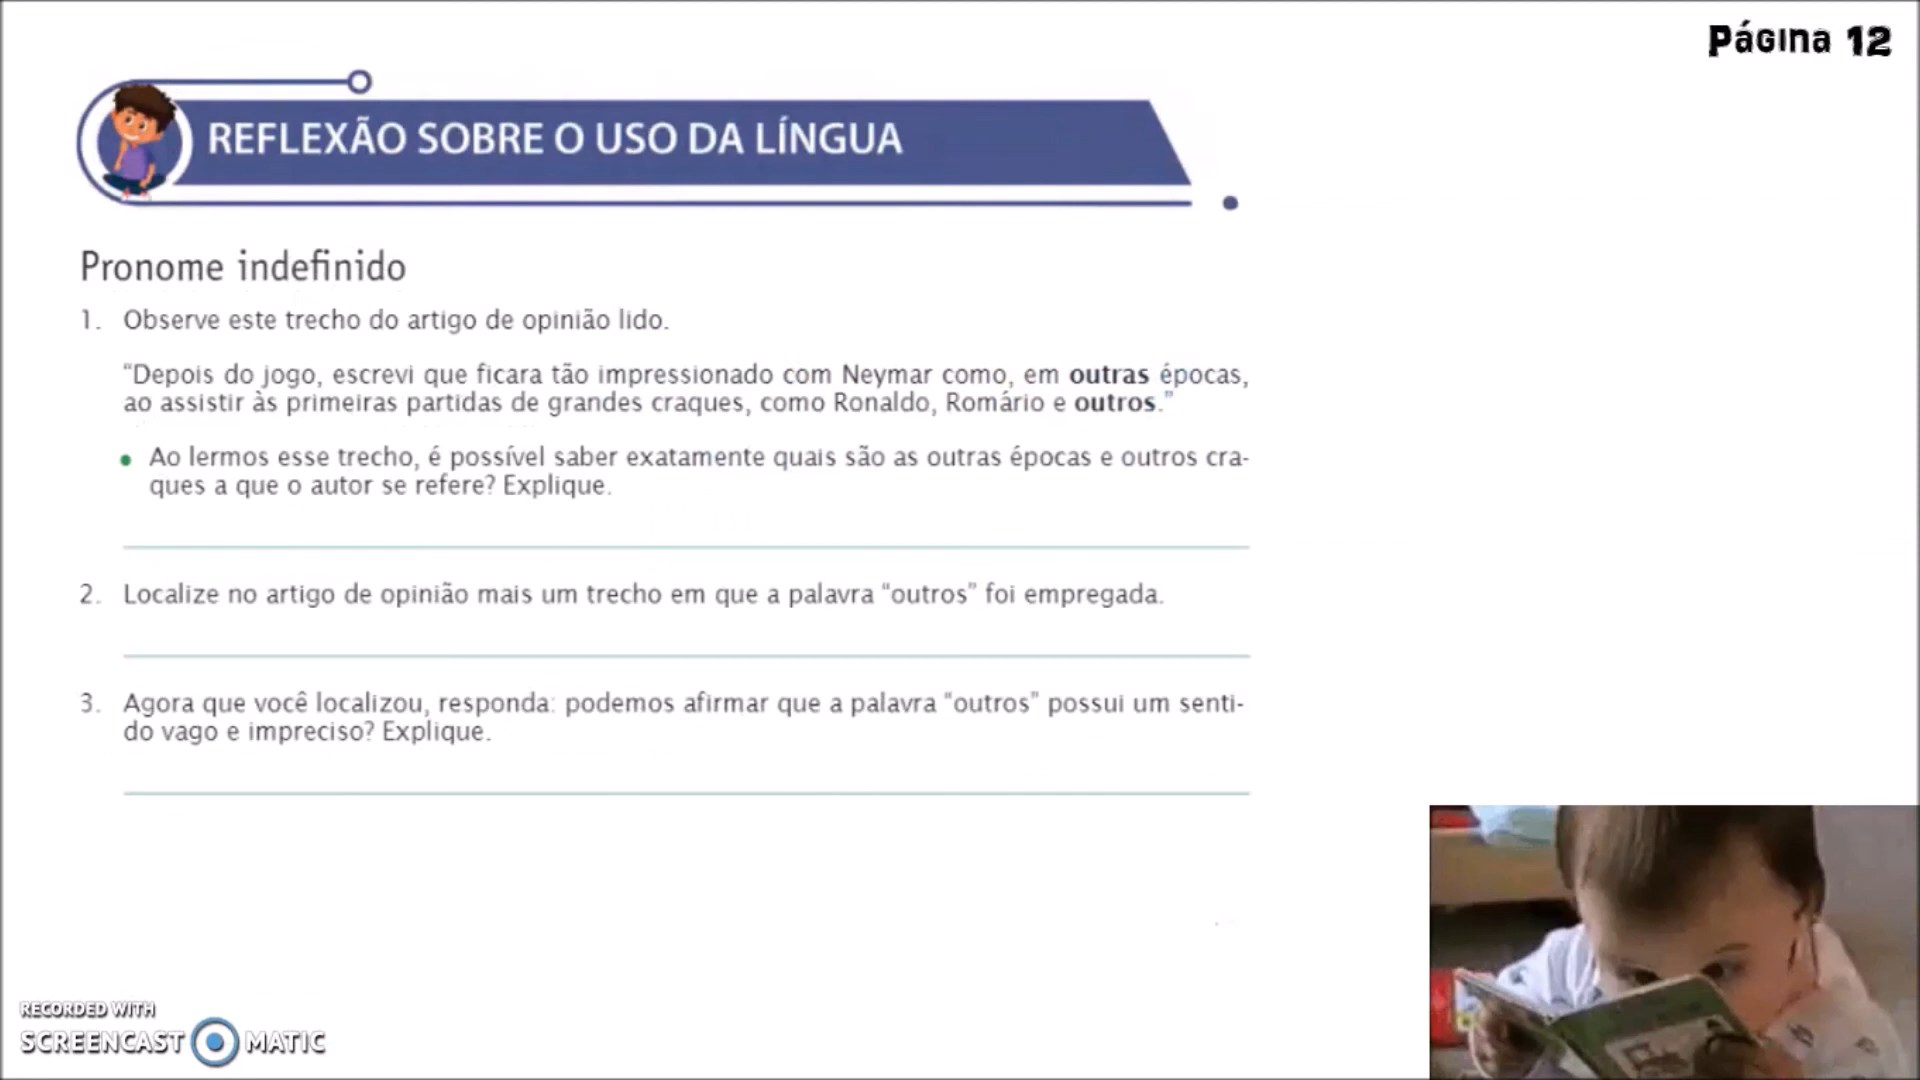 Página 12
REFLEXÃO SOBRE O USO DA LÍNGUA
Pronome indefinido
1. Observe este trecho do artigo de opinião lido.
"Depois do jogo, escrevi que ficara tão impressionado com Neymar como, em outras épocas,
ao assistir às primeiras partidas de grandes craques, como Ronaldo, Romário e outros."
• Ao lermos esse trecho, é possível saber exatamente quais são as outras épocas e outros cra-
ques a que o autor se refere? Explique.
2. Localize no artigo de opinião mais um trecho em que a palavra "outros" foi empregada.
3. Agora que você localizou, responda: podemos afirmar que a palavra "outros" possui um senti-
do vago e impreciso? Explique.
RECORDED WITH
SCREENCAST MATIC